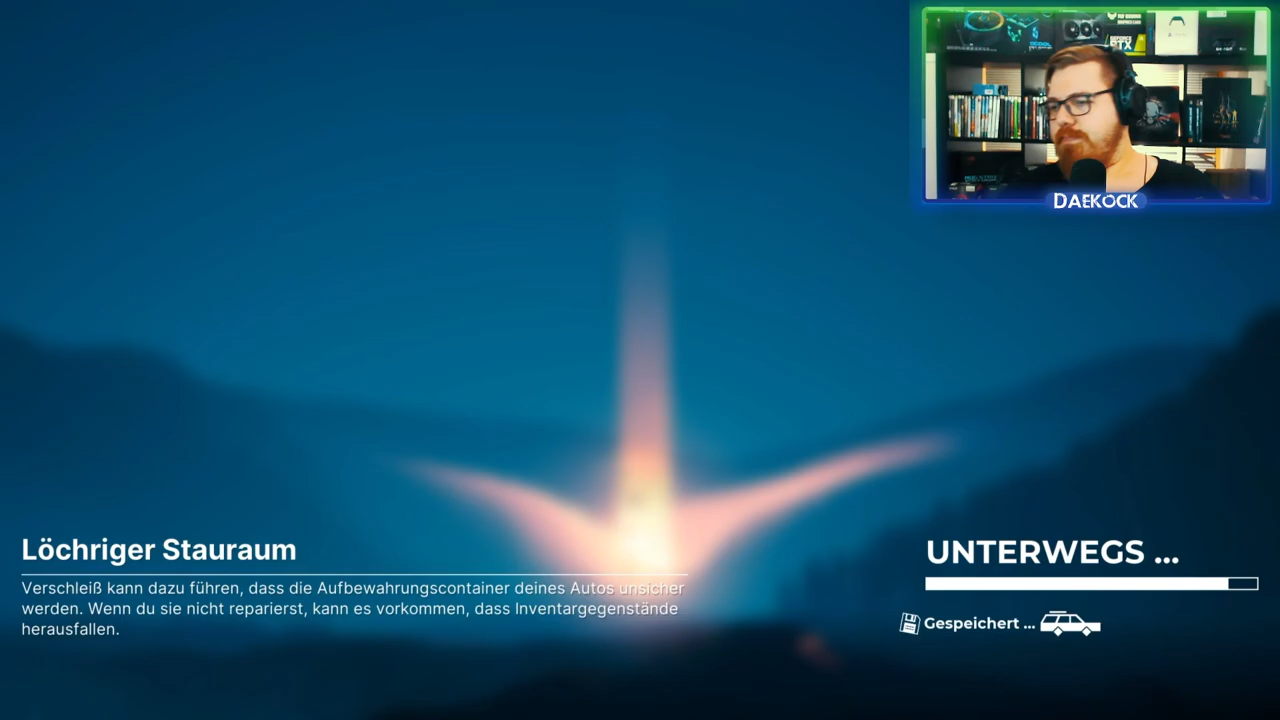 RTX
DAEKOCK
Löchriger Stauraum
Verschleiß kann dazu führen, dass die Aufbewahrungscontainer deines Autos unsicher
werden. Wenn du sie nicht reparierst, kann es vorkommen, dass Inventargegenstände
herausfallen.
UNTERWEGS ...
Gespeichert ...